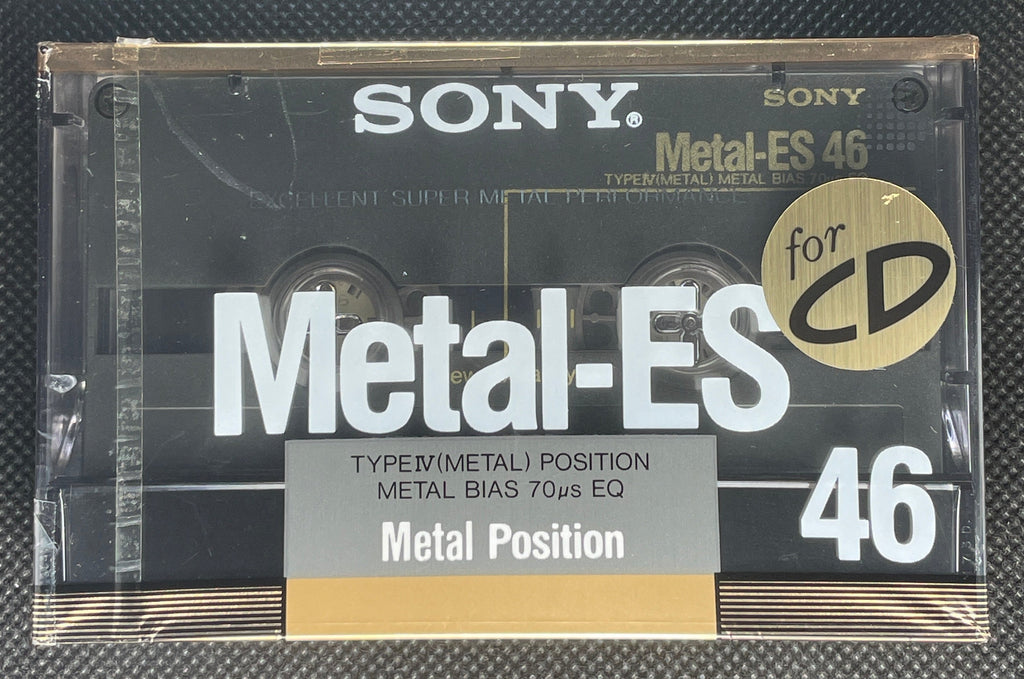 SONY®
SONY
Metal-ES 46
TYPEIV(METAL) METAL BIAS 70μs EQ
EXCELLENT SUPER METAL PERFORMANCE
for
CD
Metal-ES
46
TYPEIV(METAL) POSITION
METAL BIAS 70μs EQ
Metal Position